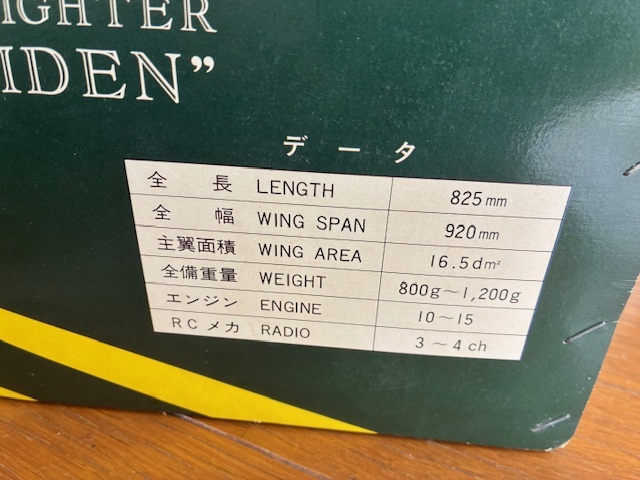 IGHTER
IDEN”
データ
全長 LENGTH 825mm
全幅 WING SPAN 920mm
主翼面積 WING AREA 16.5dm²
全備重量 WEIGHT 800g～1,200g
エンジン ENGINE 10～15
RCメカ RADIO 3～4ch